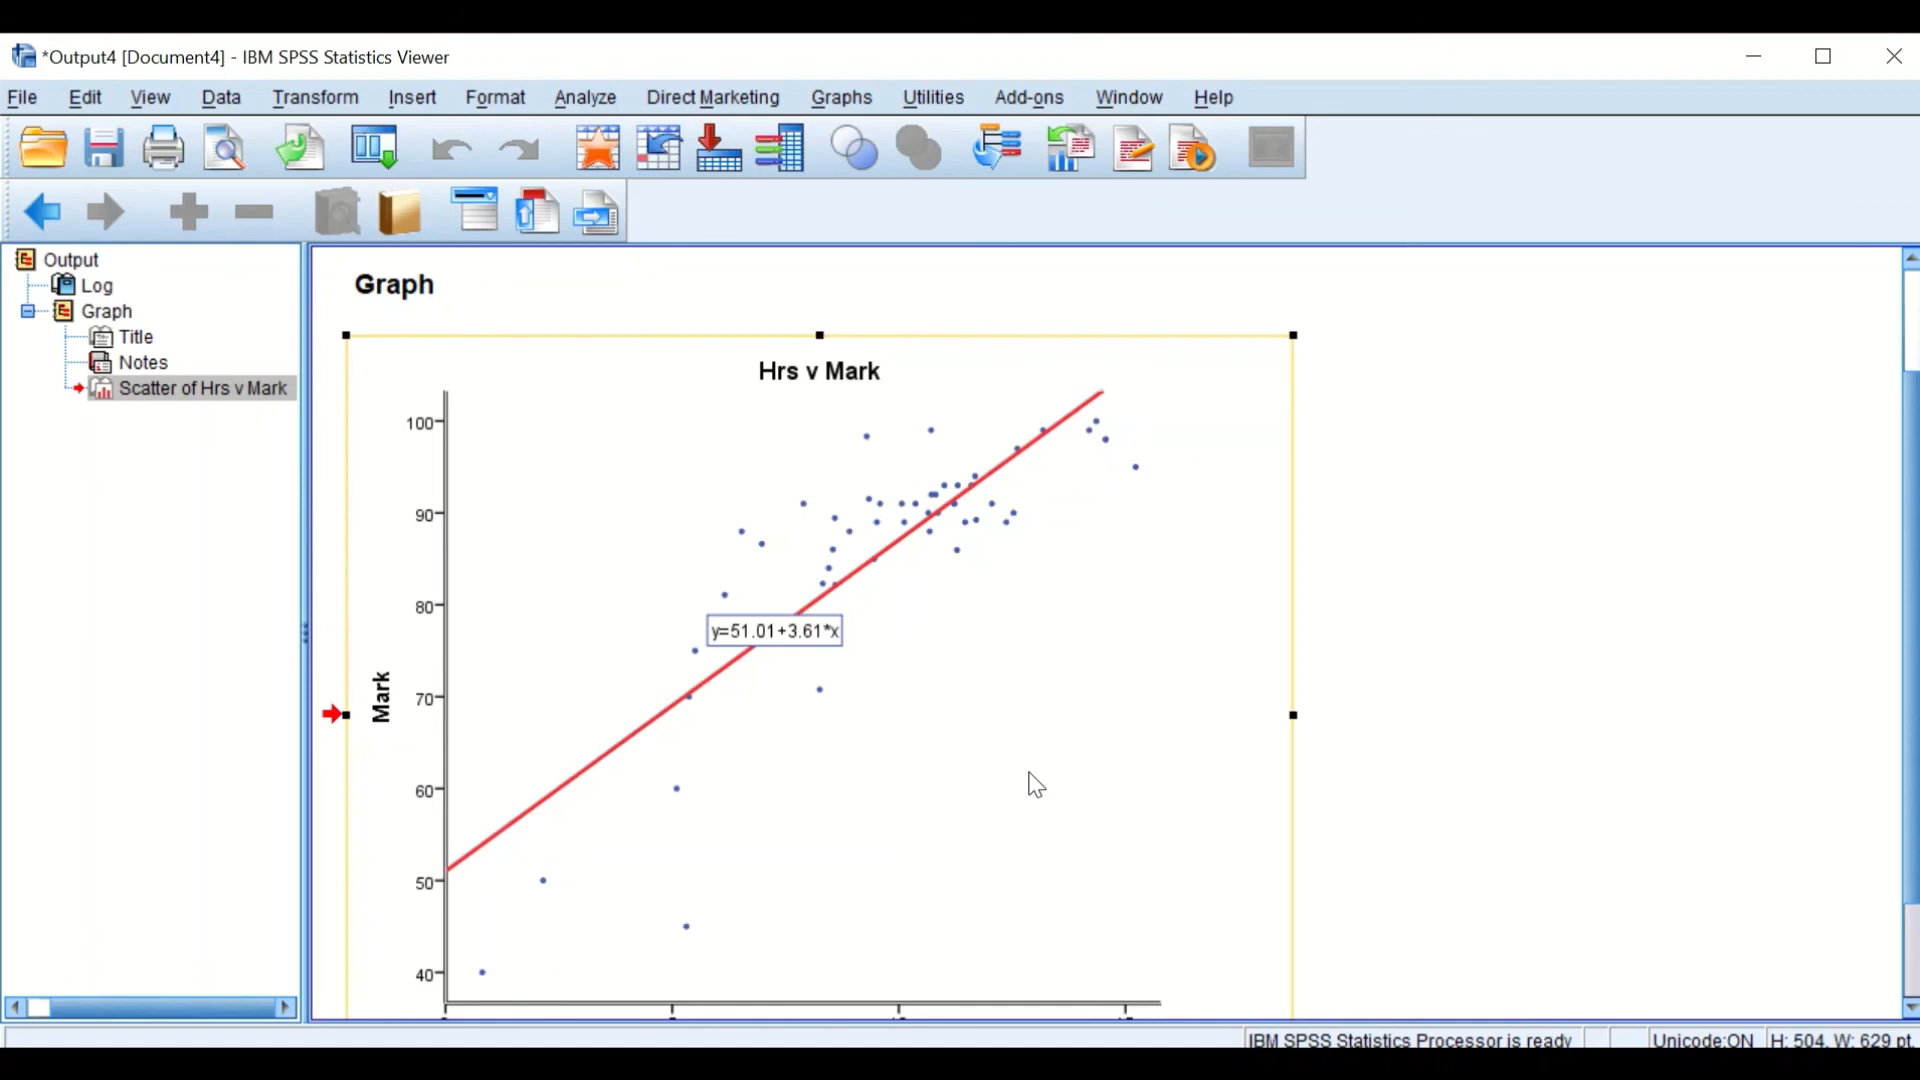 *Output4 [Document4] - IBM SPSS Statistics Viewer
File Edit View Data Transform Insert Format Analyze Direct Marketing Graphs Utilities Add-ons Window Help
Output
Log
Graph
Title
Notes
Scatter of Hrs v Mark
Graph
Hrs v Mark
100
90
80
y=51.01+3.61*x
Mark
70
60
50
40
IBM SPSS Statistics Processor is ready Unicode:ON H: 504, W: 629 pt.